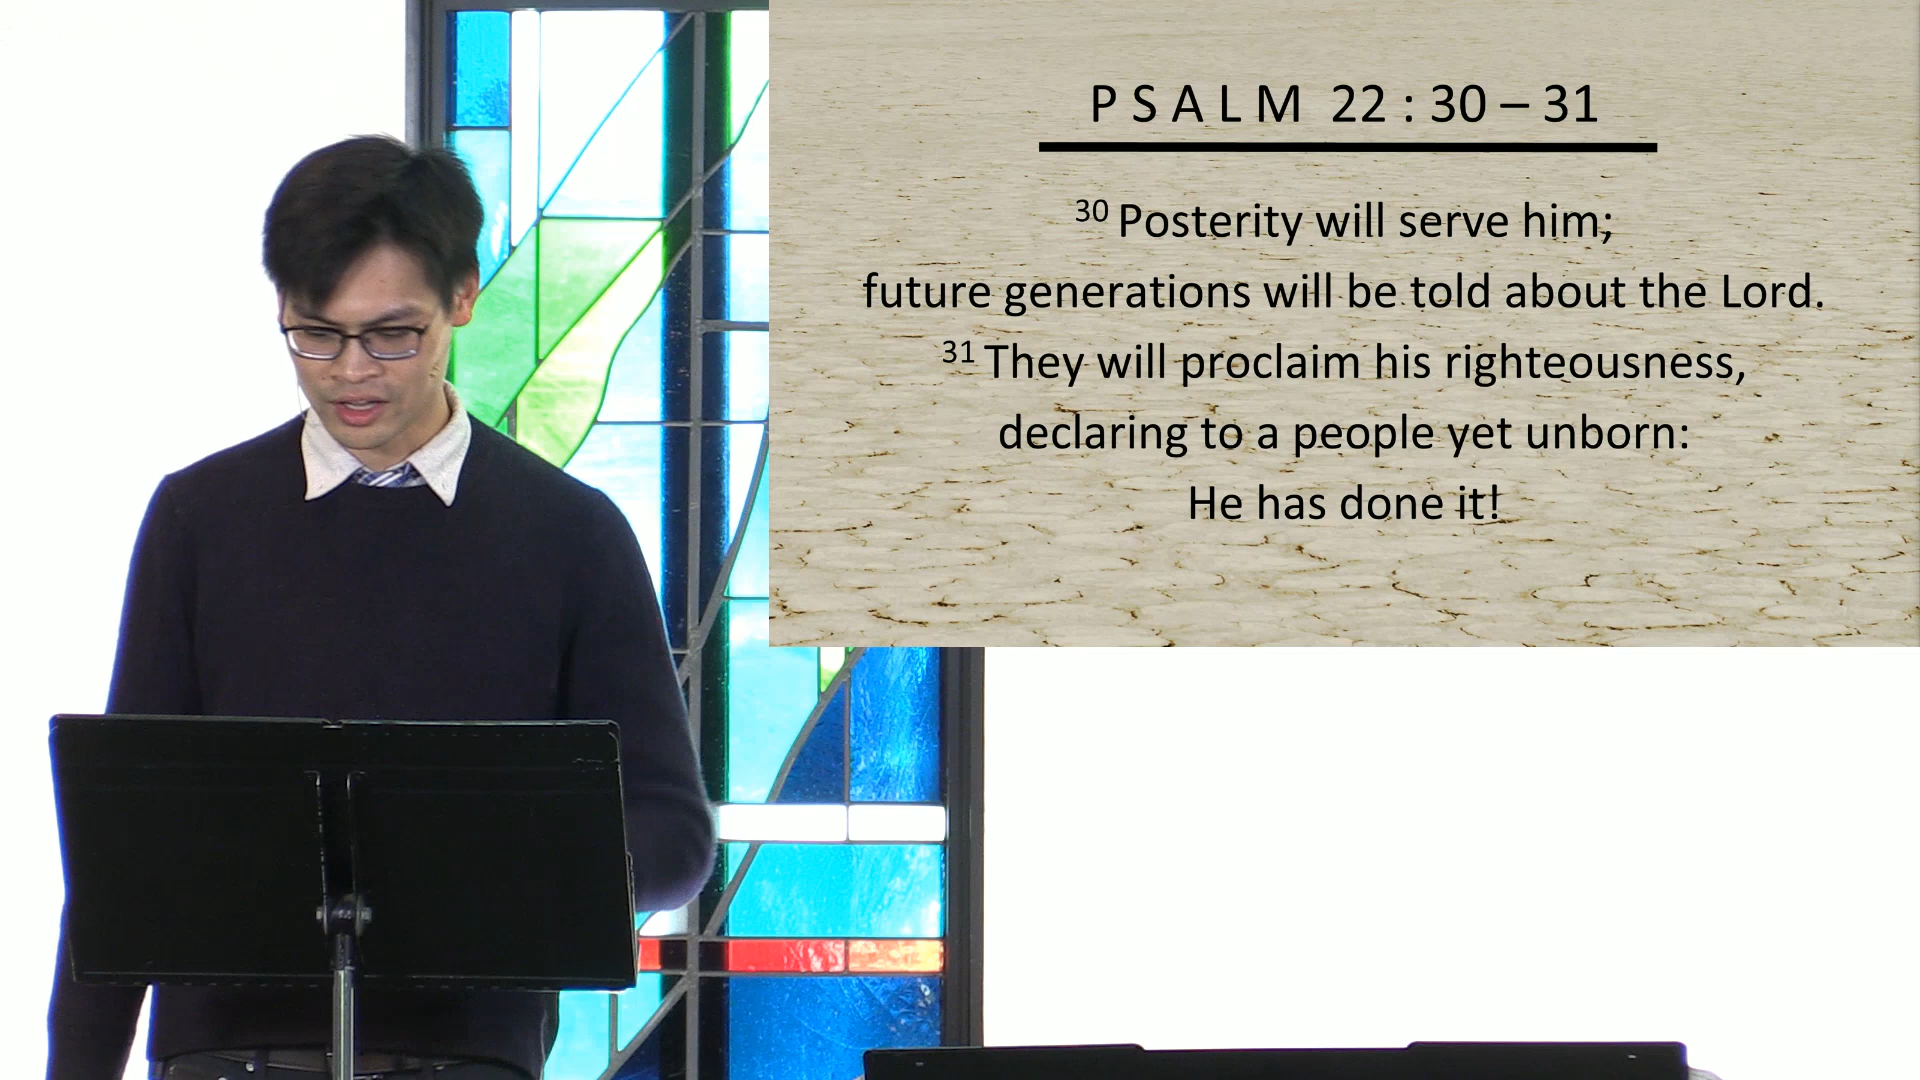 PSALM 22:30–31
30 Posterity will serve him;
future generations will be told about the Lord.
31 They will proclaim his righteousness,
declaring to a people yet unborn:
He has done it!